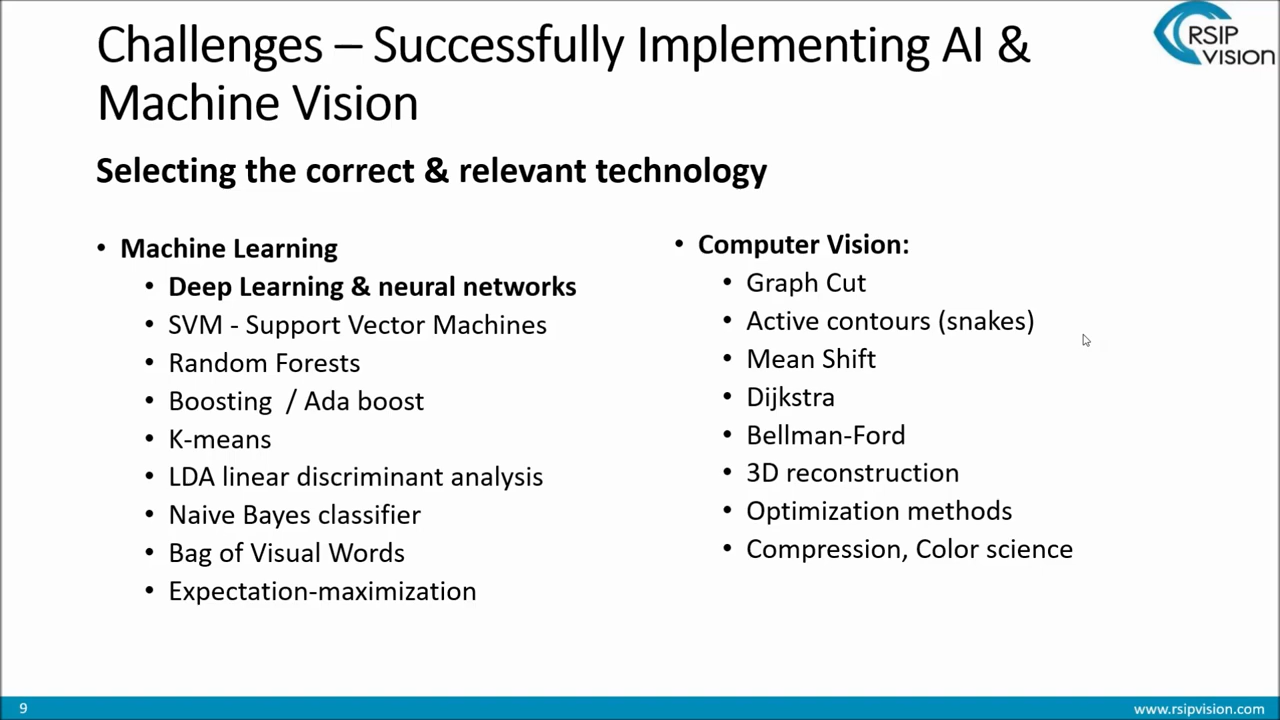 Challenges – Successfully Implementing AI &
Machine Vision
RSIP
VISION
Selecting the correct & relevant technology
• Machine Learning
• Deep Learning & neural networks
• SVM - Support Vector Machines
• Random Forests
• Boosting / Ada boost
• K-means
• LDA linear discriminant analysis
• Naive Bayes classifier
• Bag of Visual Words
• Expectation-maximization
• Computer Vision:
• Graph Cut
• Active contours (snakes)
• Mean Shift
• Dijkstra
• Bellman-Ford
• 3D reconstruction
• Optimization methods
• Compression, Color science
9
www.rsipvision.com